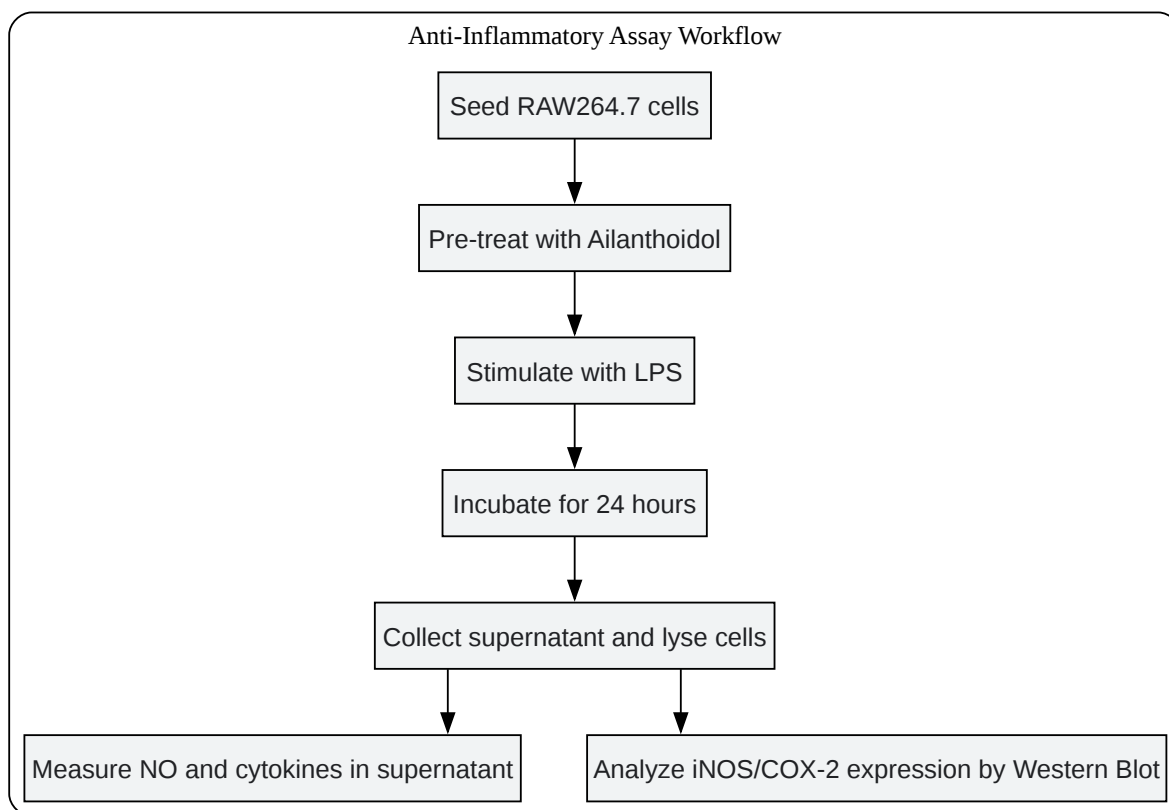 Anti-Inflammatory Assay Workflow
Seed RAW264.7 cells
Pre-treat with Ailanthoidol
Stimulate with LPS
Incubate for 24 hours
Collect supernatant and lyse cells
Measure NO and cytokines in supernatant
Analyze iNOS/COX-2 expression by Western Blot